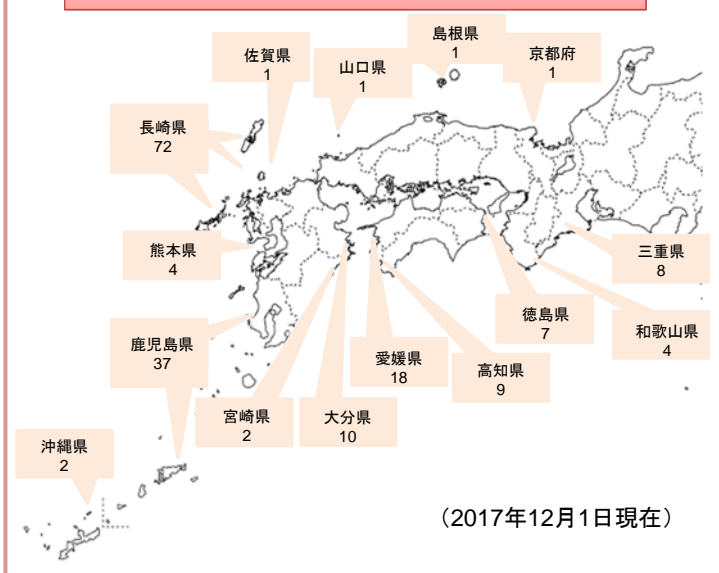 島根県
1
京都府
1
佐賀県
1
山口県
1
長崎県
72
熊本県
4
三重県
8
徳島県
7
和歌山県
4
鹿児島県
37
愛媛県
18
高知県
9
宮崎県
2
大分県
10
沖縄県
2
（2017年12月1日現在）